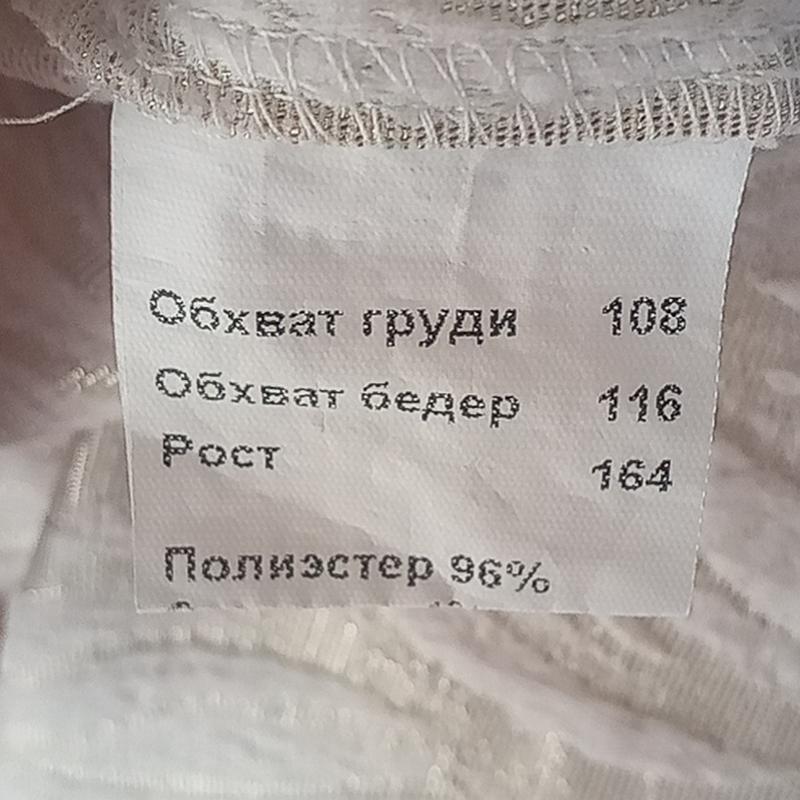 Обхват груди 108
Обхват бедер 116
Рост 164
Полиэстер 96%